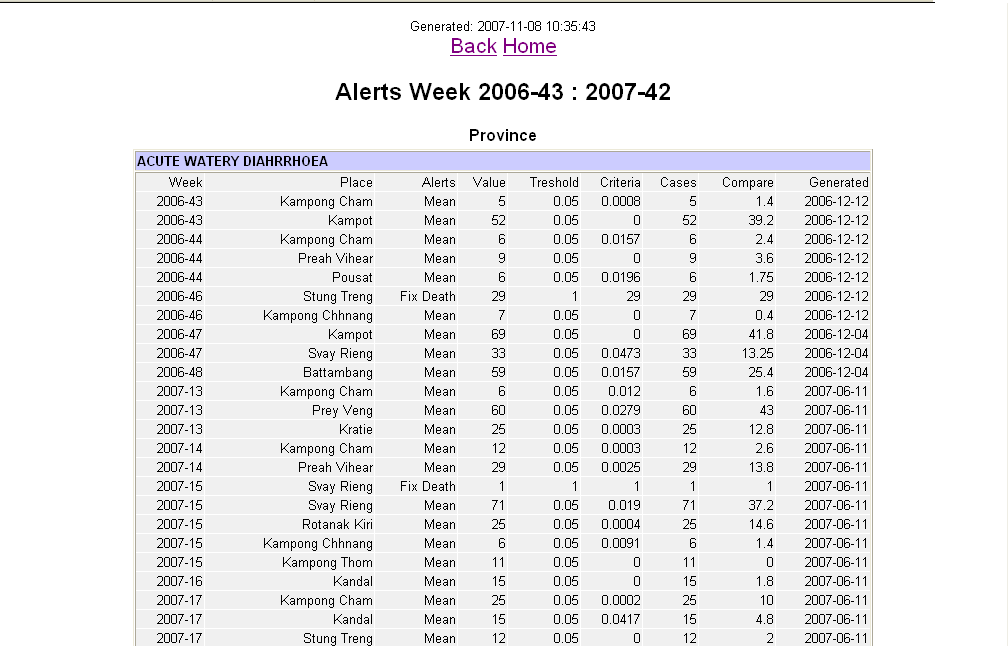 Generated: 2007-11-08 10:35:43
Back Home
Alerts Week 2006-43 : 2007-42
Province
ACUTE WATERY DIAHRRHOEA
Week Place Alerts Value Treshold Criteria Cases Compare Generated
2006-43 Kampong Cham Mean 5 0.05 0.0008 5 1.4 2006-12-12
2006-43 Kampot Mean 52 0.05 0 52 39.2 2006-12-12
2006-44 Kampong Cham Mean 6 0.05 0.0157 6 2.4 2006-12-12
2006-44 Preah Vihear Mean 9 0.05 0 9 3.6 2006-12-12
2006-44 Pousat Mean 6 0.05 0.0196 6 1.75 2006-12-12
2006-46 Stung Treng Fix Death 29 1 29 29 29 2006-12-12
2006-46 Kampong Chhnang Mean 7 0.05 0 7 0.4 2006-12-12
2006-47 Kampot Mean 69 0.05 0 69 41.8 2006-12-04
2006-47 Svay Rieng Mean 33 0.05 0.0473 33 13.25 2006-12-04
2006-48 Battambang Mean 59 0.05 0.0157 59 25.4 2006-12-04
2007-13 Kampong Cham Mean 6 0.05 0.012 6 1.6 2007-06-11
2007-13 Prey Veng Mean 60 0.05 0.0279 60 43 2007-06-11
2007-13 Kratie Mean 25 0.05 0.0003 25 12.8 2007-06-11
2007-14 Kampong Cham Mean 12 0.05 0.0003 12 2.6 2007-06-11
2007-14 Preah Vihear Mean 29 0.05 0.0025 29 13.8 2007-06-11
2007-15 Svay Rieng Fix Death 1 1 1 1 1 2007-06-11
2007-15 Svay Rieng Mean 71 0.05 0.019 71 37.2 2007-06-11
2007-15 Rotanak Kiri Mean 25 0.05 0.0004 25 14.6 2007-06-11
2007-15 Kampong Chhnang Mean 6 0.05 0.0091 6 1.4 2007-06-11
2007-15 Kampong Thom Mean 11 0.05 0 11 0 2007-06-11
2007-16 Kandal Mean 15 0.05 0 15 1.8 2007-06-11
2007-17 Kampong Cham Mean 25 0.05 0.0002 25 10 2007-06-11
2007-17 Kandal Mean 15 0.05 0.0417 15 4.8 2007-06-11
2007-17 Stung Treng Mean 12 0.05 0 12 2 2007-06-11